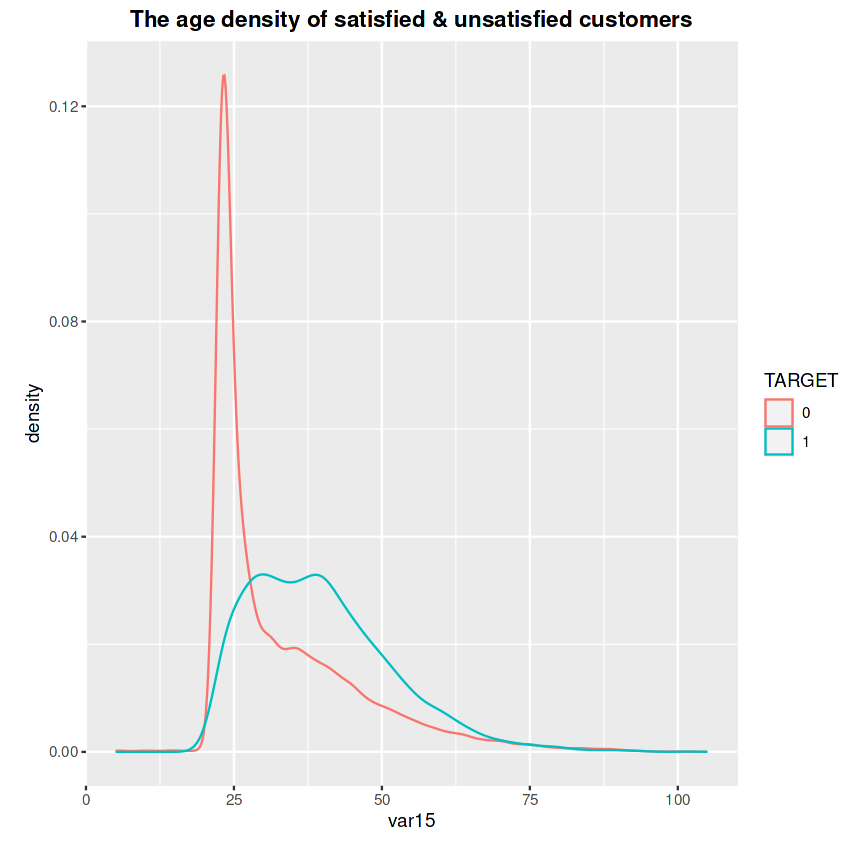 The age density of satisfied & unsatisfied customers
0.12
0.08
0.04
0.00
density
0
25
50
75
100
var15
TARGET
0
1